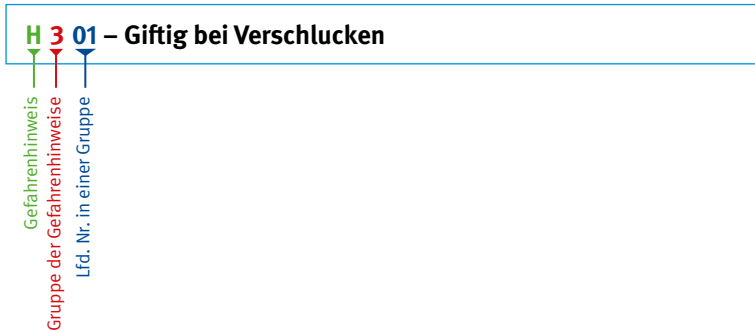 H 3 01 – Giftig bei Verschlucken
Gefahrenhinweis
Gruppe der Gefahrenhinweise
Lfd. Nr. in einer Gruppe